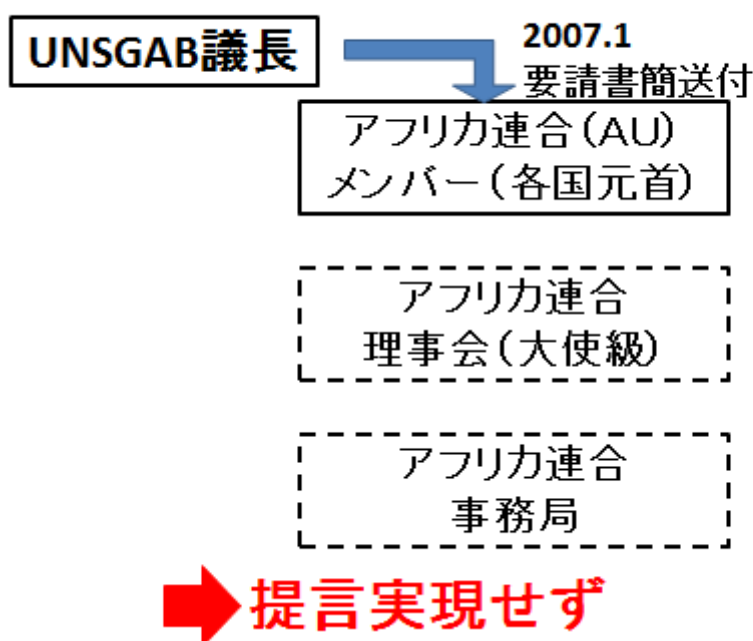 UNSGAB議長
2007.1
要請書簡送付
アフリカ連合(AU)
メンバー(各国元首)
アフリカ連合
理事会(大使級)
アフリカ連合
事務局
提言実現せず